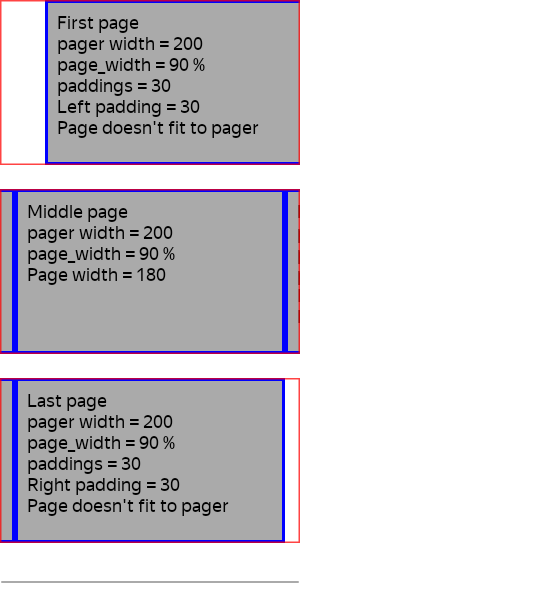 First page
pager width = 200
page_width = 90 %
paddings = 30
Left padding = 30
Page doesn't fit to pager
Middle page
pager width = 200
page_width = 90 %
Page width = 180
Last page
pager width = 200
page_width = 90 %
paddings = 30
Right padding = 30
Page doesn't fit to pager